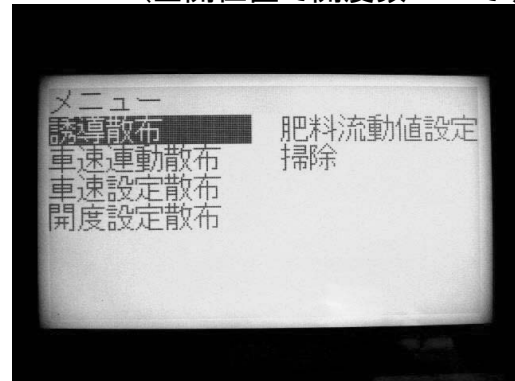 メニュー
誘導散布
車速連動散布
車速設定散布
開度設定散布
肥料流動値設定
掃除